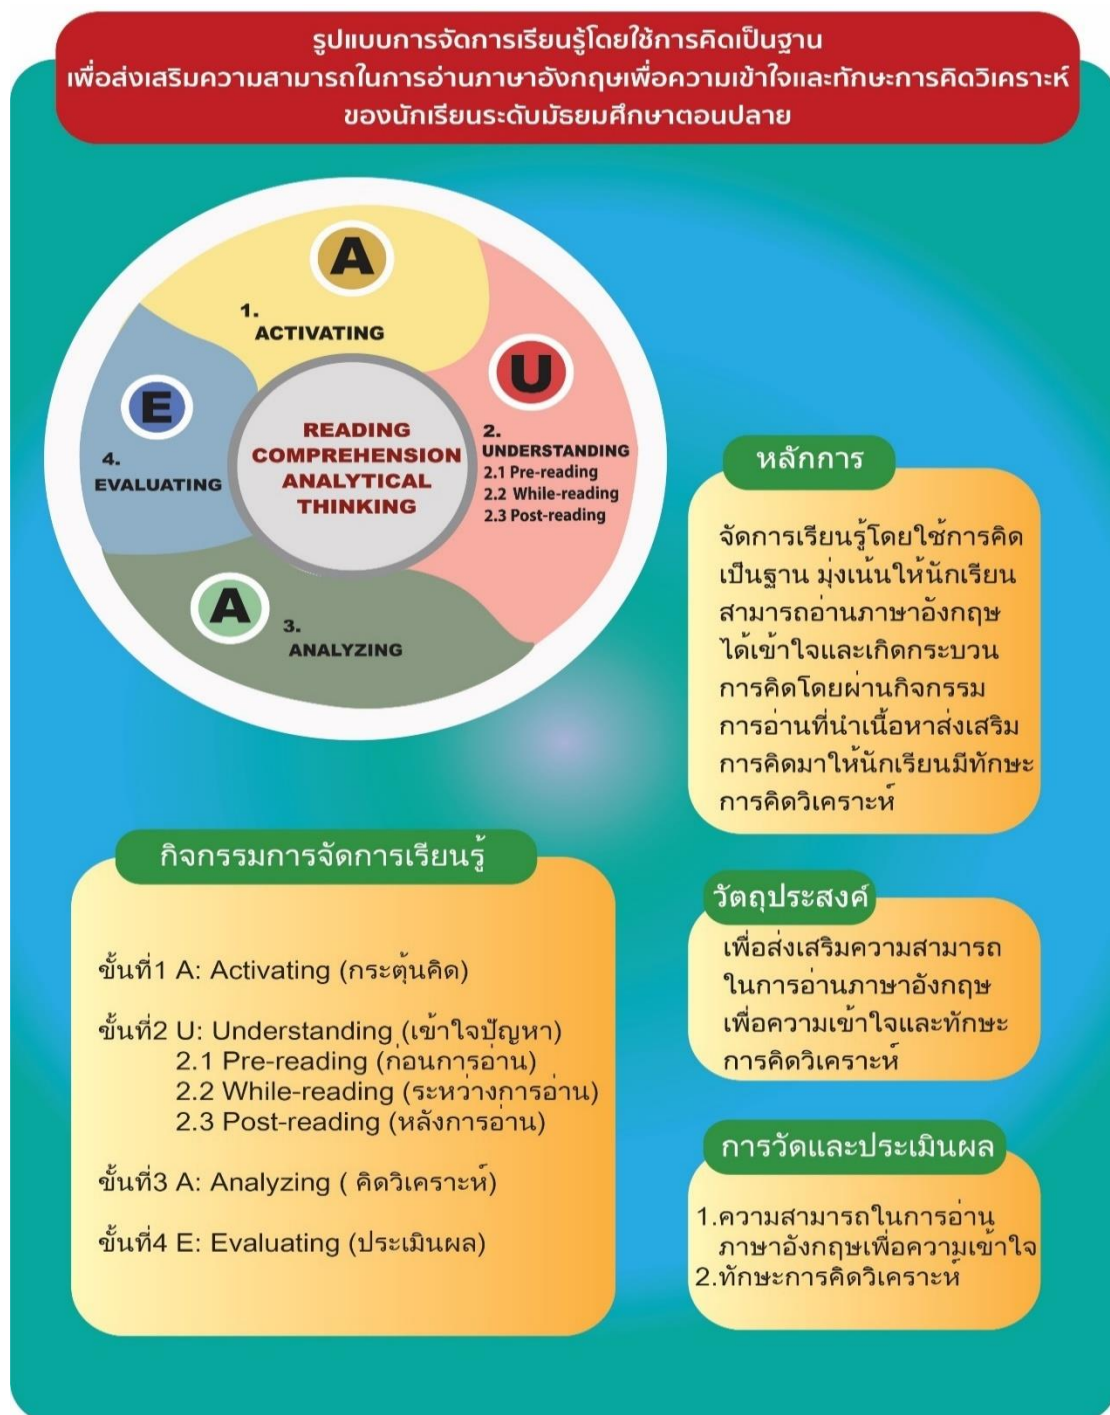 รูปแบบการจัดการเรียนรู้โดยใช้การคิดเป็นฐาน
เพื่อส่งเสริมความสามารถในการอ่านภาษาอังกฤษเพื่อความเข้าใจและทักษะการคิดวิเคราะห์
ของนักเรียนระดับมัธยมศึกษาตอนปลาย
A
1.
ACTIVATING
U
2.
UNDERSTANDING
2.1 Pre-reading
2.2 While-reading
2.3 Post-reading
A
3.
ANALYZING
E
4.
EVALUATING
READING
COMPREHENSION
ANALYTICAL
THINKING
หลักการ
จัดการเรียนรู้โดยใช้การคิด
เป็นฐาน มุ่งเน้นให้นักเรียน
สามารถอ่านภาษาอังกฤษ
ได้เข้าใจและเกิดกระบวน
การคิดโดยผ่านกิจกรรม
การอ่านที่นำเนื้อหาส่งเสริม
การคิดมาให้นักเรียนมีทักษะ
การคิดวิเคราะห์
กิจกรรมการจัดการเรียนรู้
ขั้นที่1 A: Activating (กระตุ้นคิด)
ขั้นที่2 U: Understanding (เข้าใจปัญหา)
2.1 Pre-reading (ก่อนการอ่าน)
2.2 While-reading (ระหว่างการอ่าน)
2.3 Post-reading (หลังการอ่าน)
ขั้นที่3 A: Analyzing ( คิดวิเคราะห์)
ขั้นที่4 E: Evaluating (ประเมินผล)
วัตถุประสงค์
เพื่อส่งเสริมความสามารถ
ในการอ่านภาษาอังกฤษ
เพื่อความเข้าใจและทักษะ
การคิดวิเคราะห์
การวัดและประเมินผล
1.ความสามารถในการอ่าน
ภาษาอังกฤษเพื่อความเข้าใจ
2.ทักษะการคิดวิเคราะห์